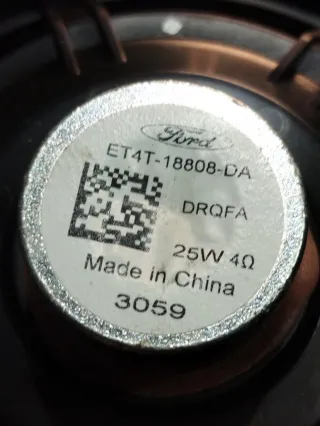 Ford
ET4T-18808-DA
DRQFA
25W 4Ω
Made in China
3059